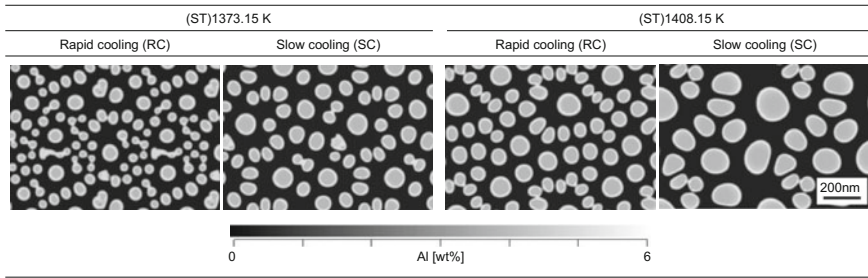 (ST)1373.15 K (ST)1408.15 K
Rapid cooling (RC) Slow cooling (SC) Rapid cooling (RC) Slow cooling (SC)
200nm
0 Al [wt%] 6